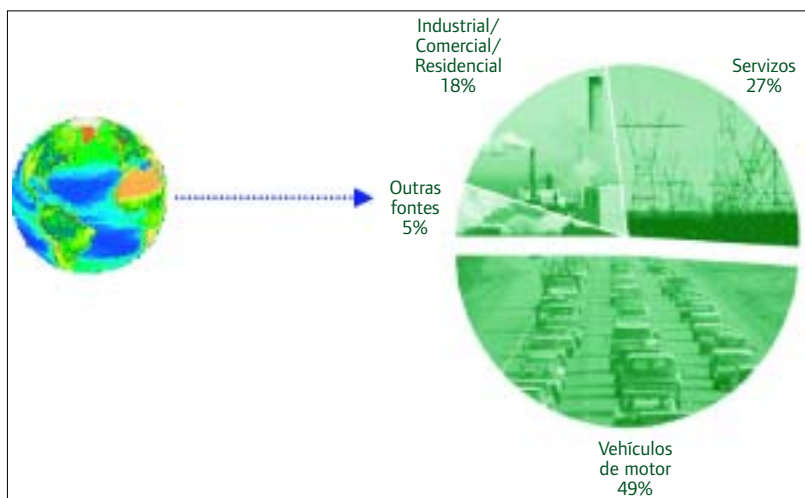 Industrial/
Comercial/
Residencial
18%
Servizos
27%
Outras
fontes
5%
Vehículos
de motor
49%